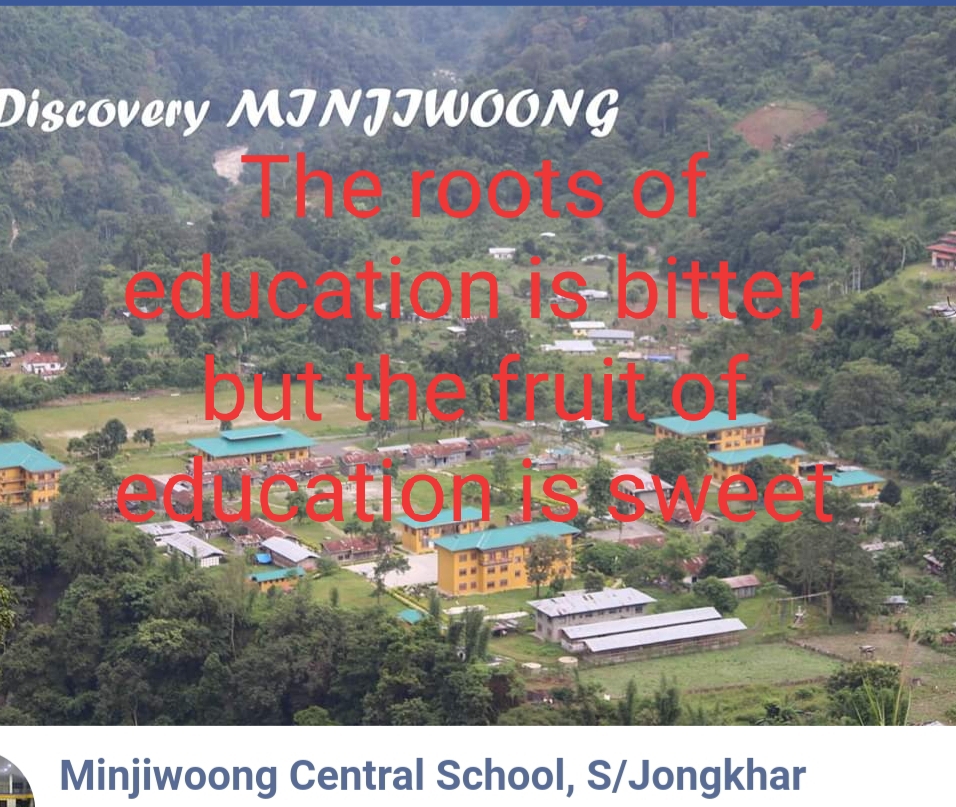 Discovery MINJIWOONG
The roots of
education is bitter,
but the fruit of
education is sweet
Minjiwoong Central School, S/Jongkhar